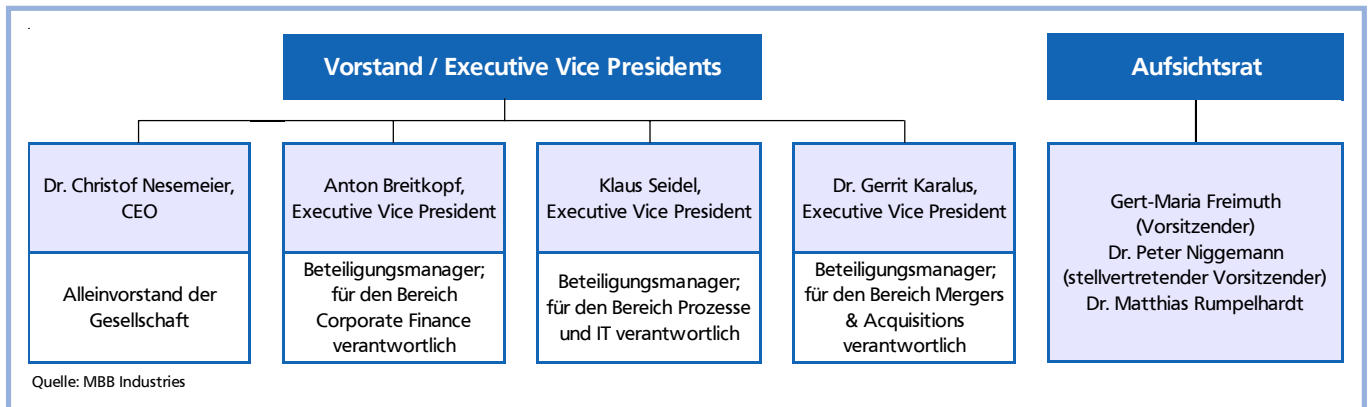 Vorstand / Executive Vice Presidents
Aufsichtsrat
Dr. Christof Nesemeier,
CEO
Alleinvorstand der
Gesellschaft
Anton Breitkopf,
Executive Vice President
Beteiligungsmanager;
für den Bereich
Corporate Finance
verantwortlich
Klaus Seidel,
Executive Vice President
Beteiligungsmanager;
für den Bereich Prozesse
und IT verantwortlich
Dr. Gerrit Karalus,
Executive Vice President
Beteiligungsmanager;
für den Bereich Mergers
& Acquisitions
verantwortlich
Gert-Maria Freimuth
(Vorsitzender)
Dr. Peter Niggemann
(stellvertretender Vorsitzender)
Dr. Matthias Rumpelhardt
Quelle: MBB Industries